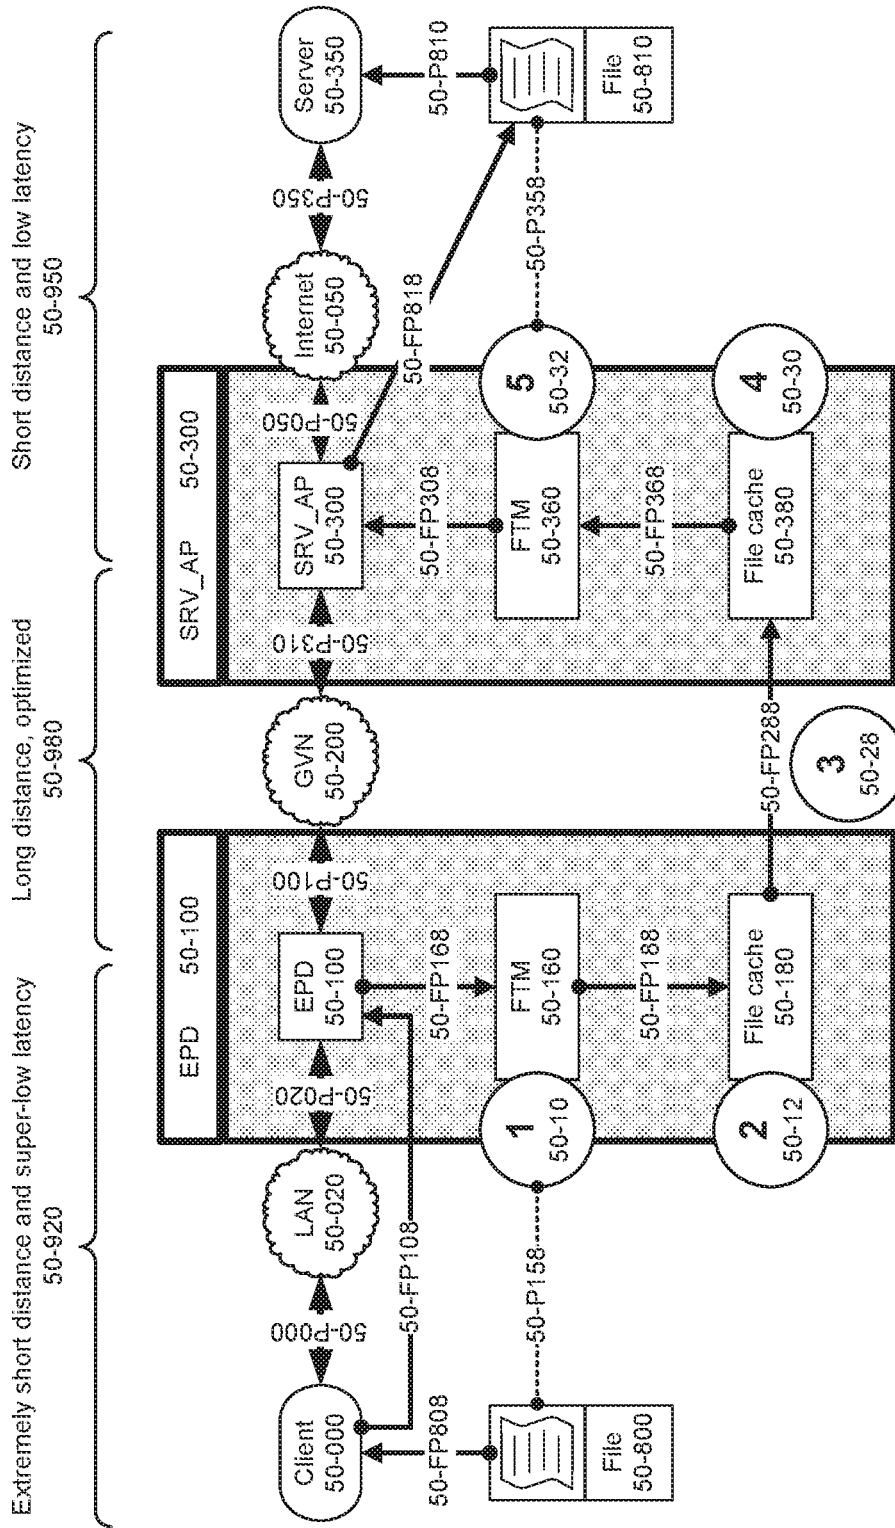 Extremely short distance and super-low latency
50-920
Long distance, optimized
50-980
Short distance and low latency
50-950
EPD 50-100
SRV_AP 50-300
Client
50-000
50-P000
LAN
50-020
50-P020
EPD
50-100
50-P100
GVN
50-200
50-P310
SRV_AP
50-300
50-P050
Internet
50-050
50-P350
Server
50-350
50-FP808
50-FP108
50-FP168
50-FP308
50-FP818
50-P810
File
50-800
50-P158
1
50-10
FTM
50-160
FTM
50-360
5
50-32
50-P358
File
50-810
50-FP188
50-FP368
2
50-12
File cache
50-180
50-FP288
File cache
50-380
4
50-30
3
50-28